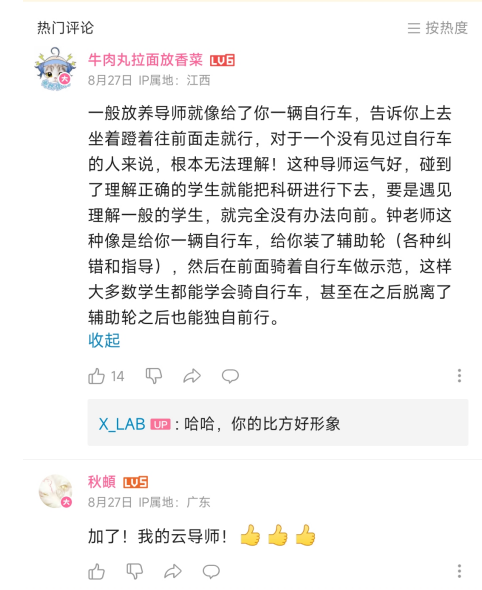 热门评论
按热度
牛肉丸拉面放香菜 LV6
8月27日 IP属地：江西
一般放养导师就像给了你一辆自行车，告诉你上去
坐着蹬着往前面走就行，对于一个没有见过自行车
的人来说，根本无法理解！这种导师运气好，碰到
了理解正确的学生就能把科研进行下去，要是遇见
理解一般的学生，就完全没有办法向前。钟老师这
种像是给你一辆自行车，给你装了辅助轮（各种纠
错和指导），然后在前面骑着自行车做示范，这样
大多数学生都能学会骑自行车，甚至在之后脱离了
辅助轮之后也能独自前行。
收起
14
X_LAB UP：哈哈，你的比方好形象
秋頔 LV5
8月27日 IP属地：广东
加了！我的云导师！👍👍👍